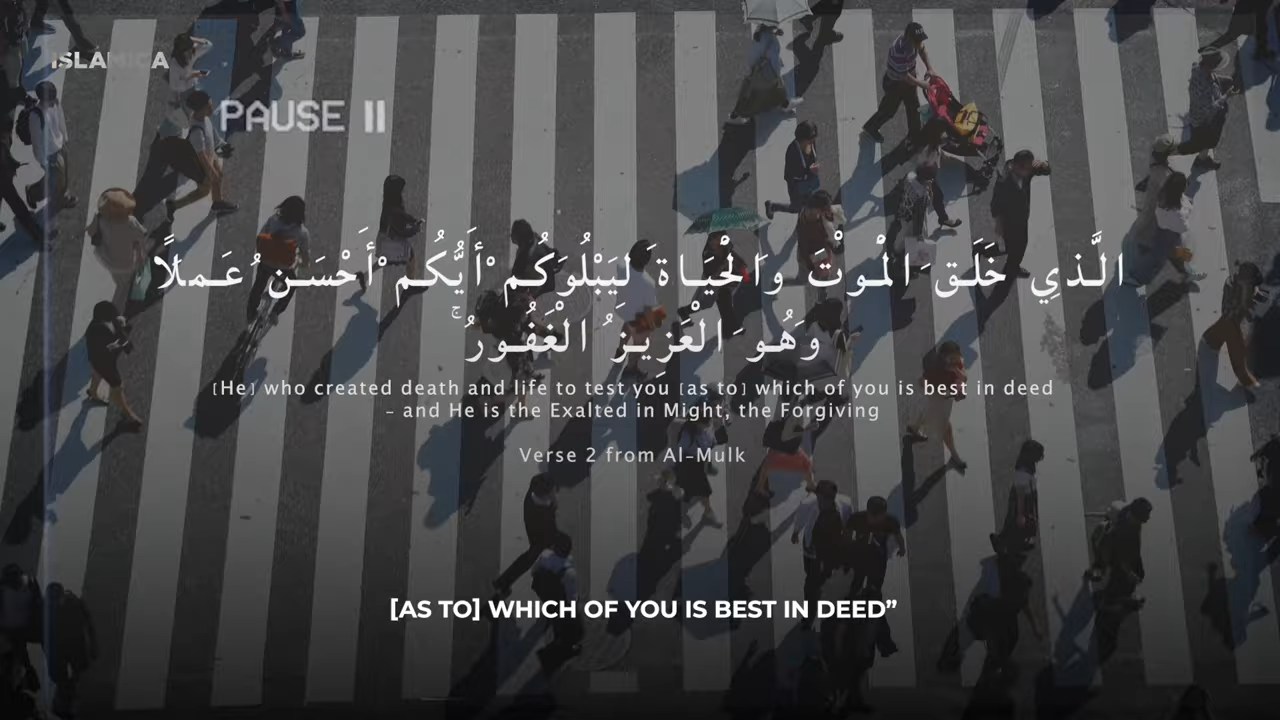 ISLAMICA
PAUSE II
الَّذِي خَلَقَ الْمَوْتَ وَالْحَيَاةَ لِيَبْلُوَكُمْ أَيُّكُمْ أَحْسَنُ عَمَلًا
وَهُوَ الْعَزِيزُ الْغَفُورُ ۚ
[He] who created death and life to test you [as to] which of you is best in deed
– and He is the Exalted in Might, the Forgiving
Verse 2 from Al–Mulk
[AS TO] WHICH OF YOU IS BEST IN DEED”